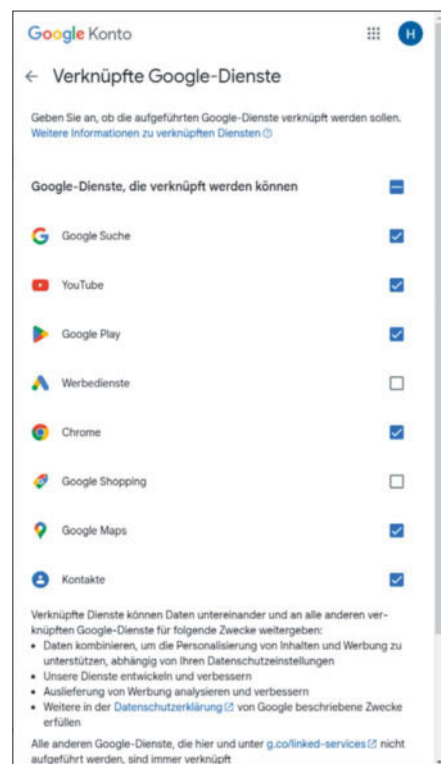 Google Konto
H
Verknüpfte Google-Dienste
Geben Sie an, ob die aufgeführten Google-Dienste verknüpft werden sollen.
Weitere Informationen zu verknüpften Diensten
Google-Dienste, die verknüpft werden können
Google Suche
YouTube
Google Play
Werbedienste
Chrome
Google Shopping
Google Maps
Kontakte
Verknüpfte Dienste können Daten untereinander und an alle anderen ver-
knüpften Google-Dienste für folgende Zwecke weitergeben:
• Daten kombinieren, um die Personalisierung von Inhalten und Werbung zu
unterstützen, abhängig von Ihren Datenschutzeinstellungen
• Unsere Dienste entwickeln und verbessern
• Auslieferung von Werbung analysieren und verbessern
• Weitere in der Datenschutzerklärung von Google beschriebene Zwecke
erfüllen
Alle anderen Google-Dienste, die hier und unter g.co/linked-services nicht
aufgeführt werden, sind immer verknüpft